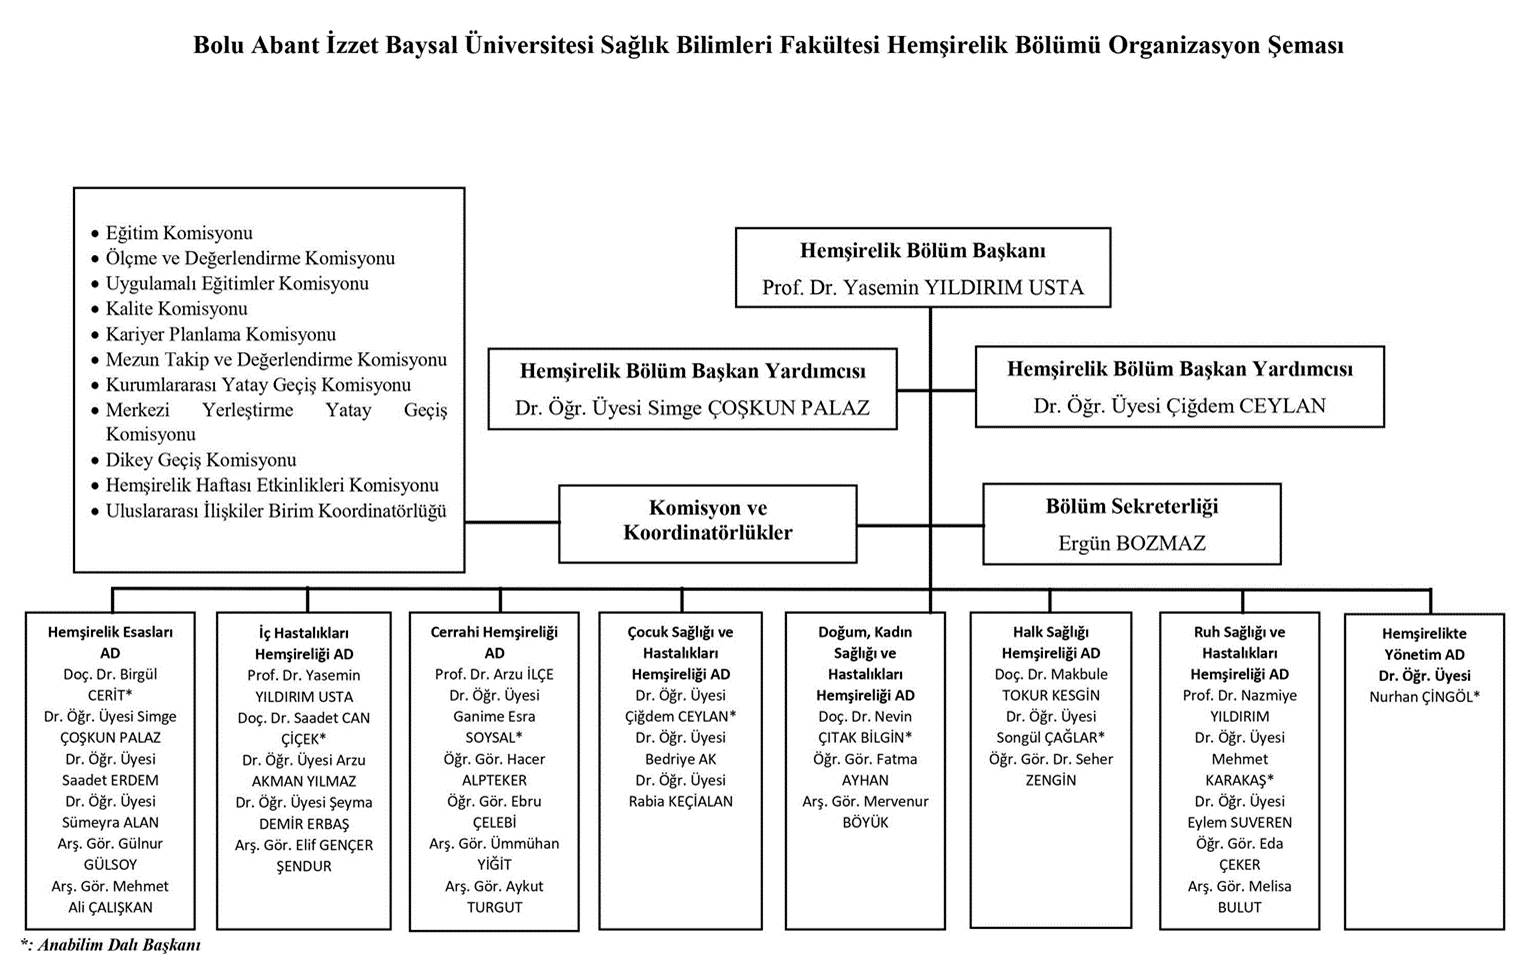 Bolu Abant İzzet Baysal Üniversitesi Sağlık Bilimleri Fakültesi Hemşirelik Bölümü Organizasyon Şeması
• Eğitim Komisyonu
• Ölçme ve Değerlendirme Komisyonu
• Uygulamalı Eğitimler Komisyonu
• Kalite Komisyonu
• Kariyer Planlama Komisyonu
• Mezun Takip ve Değerlendirme Komisyonu
• Kurumlararası Yatay Geçiş Komisyonu
• Merkezi Yerleştirme Yatay Geçiş
Komisyonu
• Dikey Geçiş Komisyonu
• Hemşirelik Haftası Etkinlikleri Komisyonu
• Uluslararası İlişkiler Birim Koordinatörlüğü
Hemşirelik Bölüm Başkanı
Prof. Dr. Yasemin YILDIRIM USTA
Hemşirelik Bölüm Başkan Yardımcısı
Dr. Öğr. Üyesi Simge ÇOŞKUN PALAZ
Hemşirelik Bölüm Başkan Yardımcısı
Dr. Öğr. Üyesi Çiğdem CEYLAN
Komisyon ve
Koordinatörlükler
Bölüm Sekreterliği
Ergün BOZMAZ
Hemşirelik Esasları
AD
Doç. Dr. Birgül
CERİT*
Dr. Öğr. Üyesi Simge
ÇOŞKUN PALAZ
Dr. Öğr. Üyesi
Saadet ERDEM
Dr. Öğr. Üyesi
Sümeyra ALAN
Arş. Gör. Gülnur
GÜLSOY
Arş. Gör. Mehmet
Ali ÇALIŞKAN
İç Hastalıkları
Hemşireliği AD
Prof. Dr. Yasemin
YILDIRIM USTA
Doç. Dr. Saadet CAN
ÇİÇEK*
Dr. Öğr. Üyesi Arzu
AKMAN YILMAZ
Dr. Öğr. Üyesi Şeyma
DEMİR ERBAŞ
Arş. Gör. Elif GENÇER
ŞENDUR
Cerrahi Hemşireliği
AD
Prof. Dr. Arzu İLÇE
Dr. Öğr. Üyesi
Ganime Esra
SOYSAL*
Öğr. Gör. Hacer
ALPTEKER
Öğr. Gör. Ebru
ÇELEBİ
Arş. Gör. Ümmühan
YİĞİT
Arş. Gör. Aykut
TURGUT
Çocuk Sağlığı ve
Hastalıkları
Hemşireliği AD
Dr. Öğr. Üyesi
Çiğdem CEYLAN*
Dr. Öğr. Üyesi
Bedriye AK
Dr. Öğr. Üyesi
Rabia KEÇİALAN
Doğum, Kadın
Sağlığı ve
Hastalıkları
Hemşireliği AD
Doç. Dr. Nevin
ÇITAK BİLGİN*
Öğr. Gör. Fatma
AYHAN
Arş. Gör. Mervenur
BÖYÜK
Halk Sağlığı
Hemşireliği AD
Doç. Dr. Makbule
TOKUR KESGİN
Dr. Öğr. Üyesi
Songül ÇAĞLAR*
Öğr. Gör. Dr. Seher
ZENGİN
Ruh Sağlığı ve
Hastalıkları
Hemşireliği AD
Prof. Dr. Nazmiye
YILDIRIM
Dr. Öğr. Üyesi
Mehmet
KARAKAŞ*
Dr. Öğr. Üyesi
Eylem SUVEREN
Öğr. Gör. Eda
ÇEKER
Arş. Gör. Melisa
BULUT
Hemşirelikte
Yönetim AD
Dr. Öğr. Üyesi
Nurhan ÇİNGÖL*
*: Anabilim Dalı Başkanı